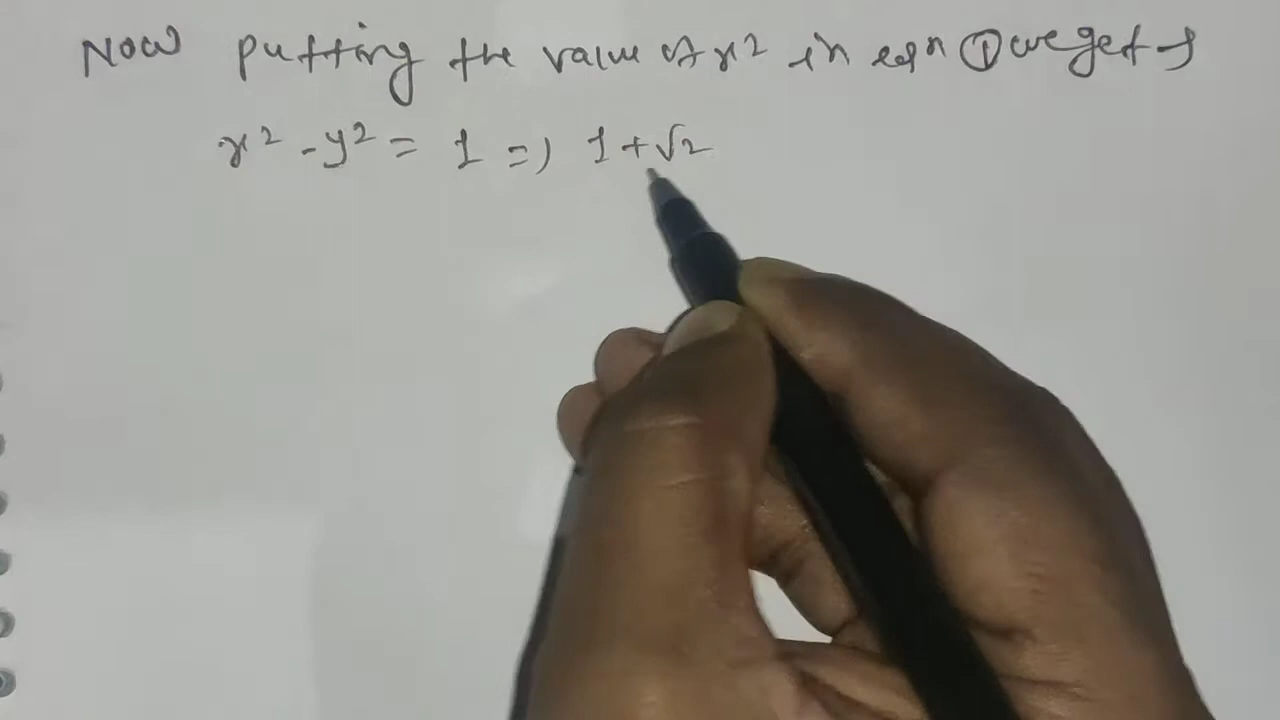 Now putting the value of x² in eqn ① we get →
x² - y² = 1 => 1 + √2